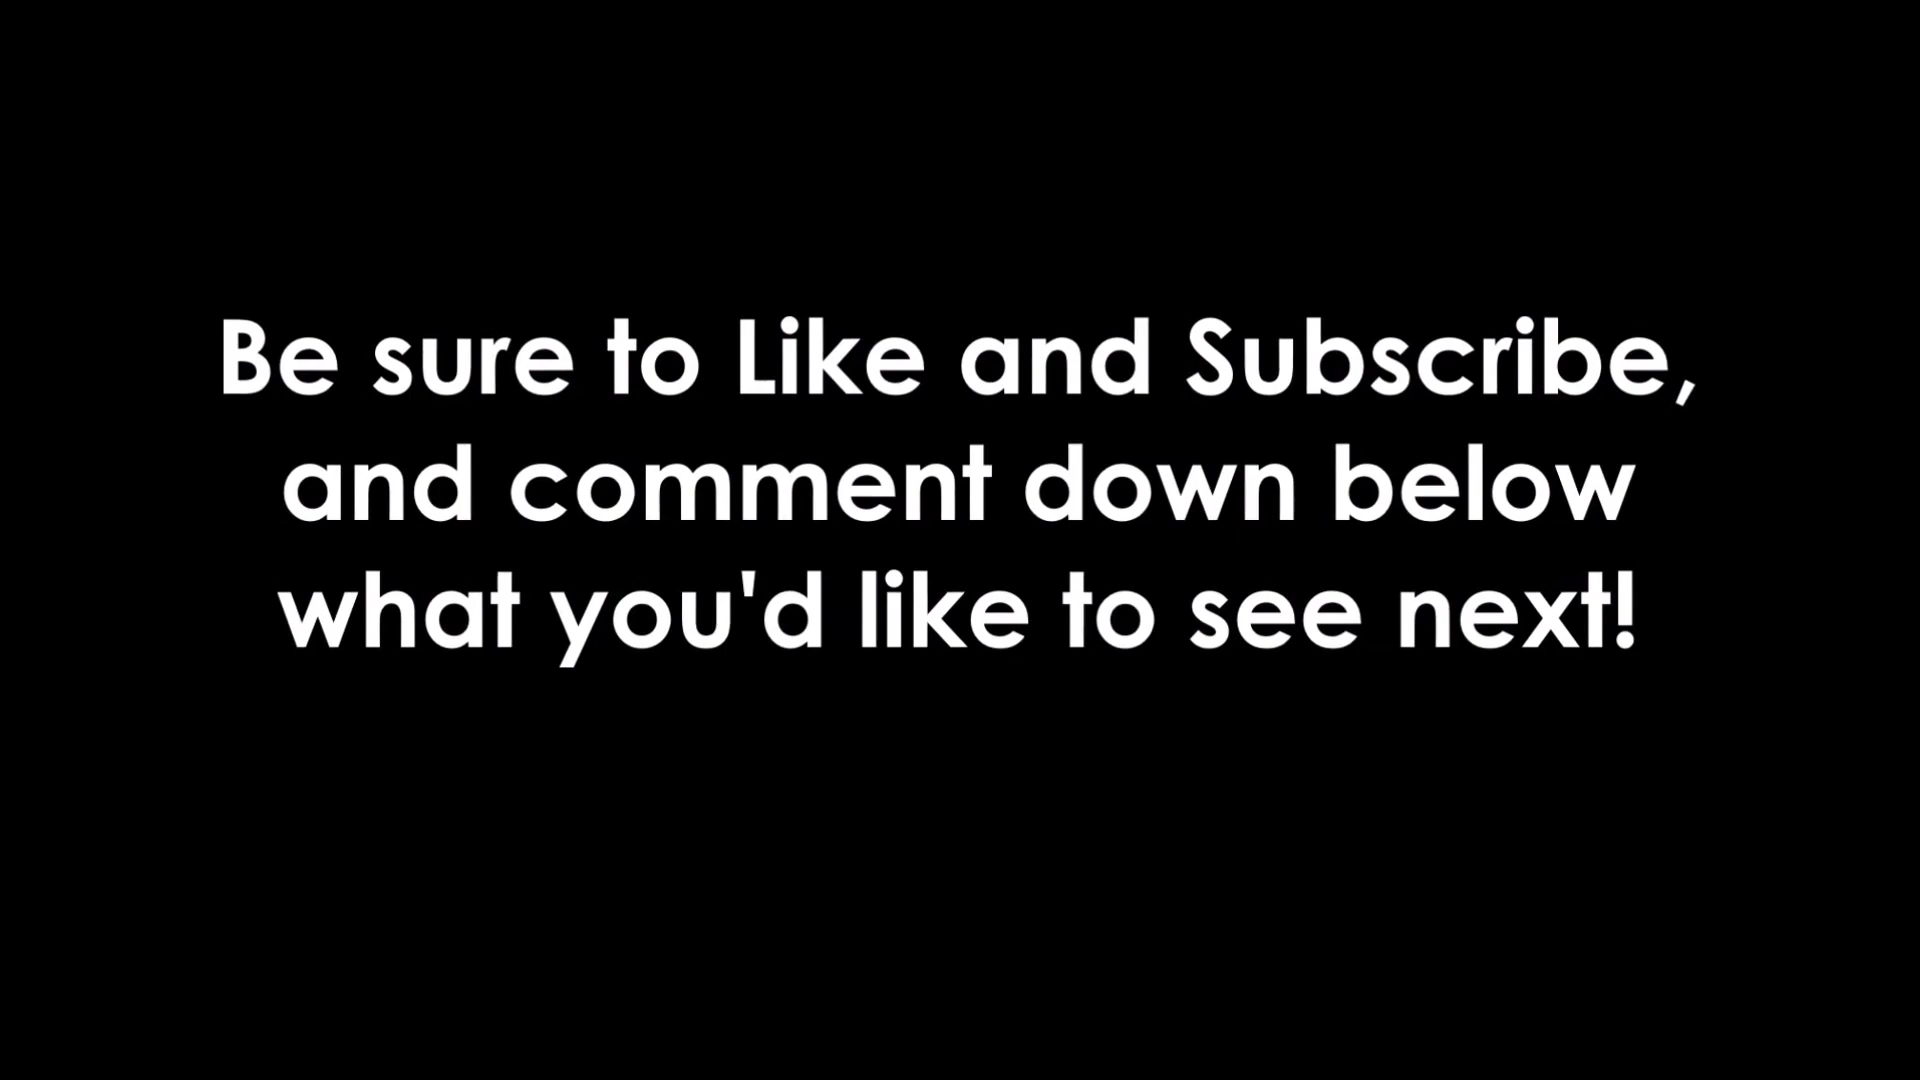 Be sure to Like and Subscribe,
and comment down below
what you'd like to see next!